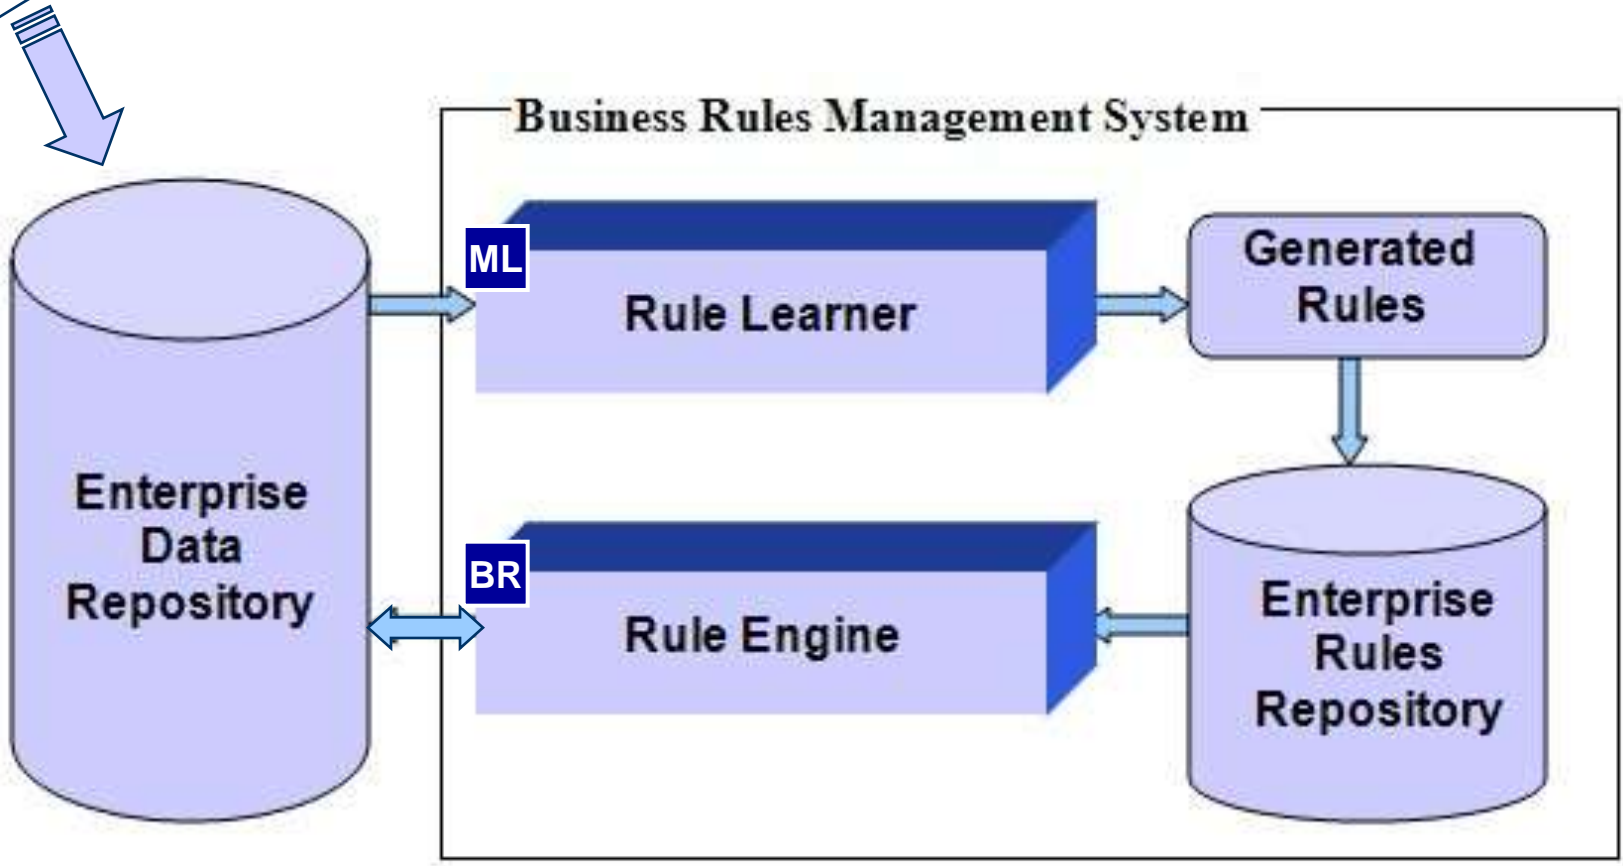 Business Rules Management System
ML
Rule Learner
Generated
Rules
Enterprise
Data
Repository
BR
Rule Engine
Enterprise
Rules
Repository